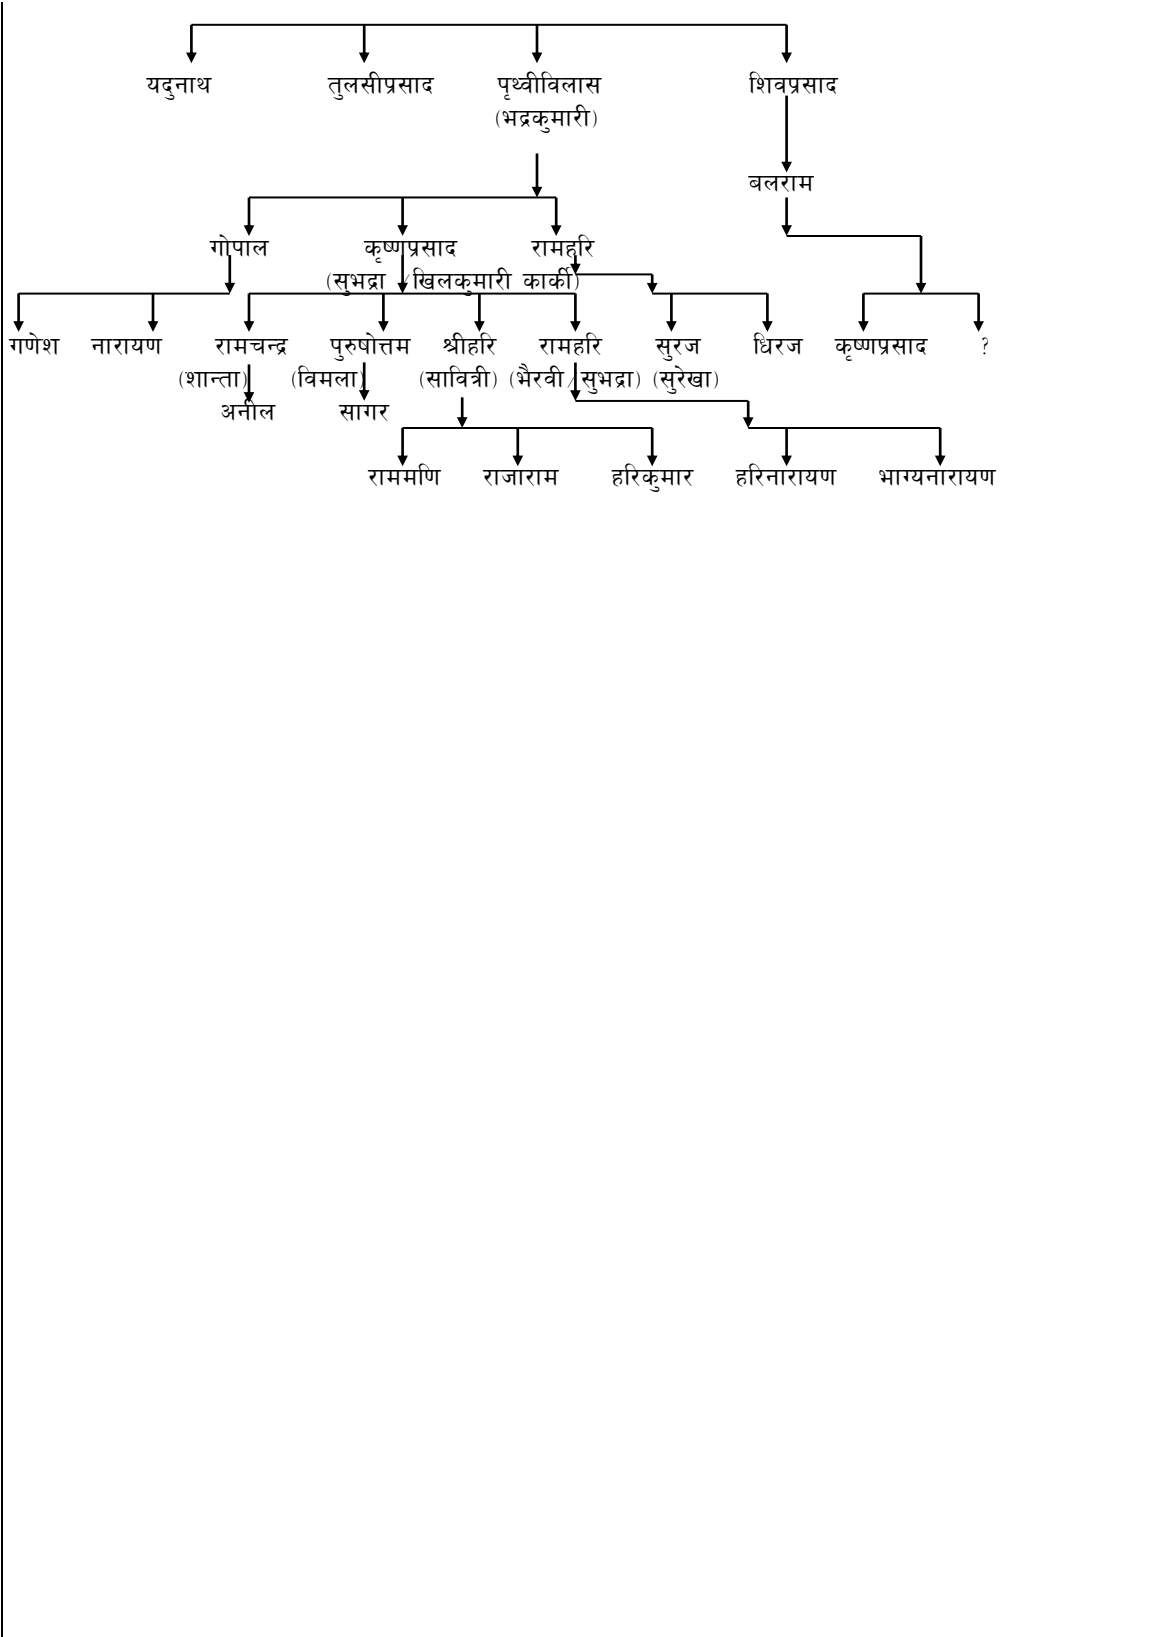 यदुनाथ तुलसीप्रसाद पृथ्वीविलास शिवप्रसाद
(भद्रकुमारी)
बलराम
गोपाल कृष्णप्रसाद रामहरि
(सुभद्रा /खिलकुमारी कार्की)
गणेश नारायण रामचन्द्र पुरुषोत्तम श्रीहरि रामहरि सुरज धिरज कृष्णप्रसाद ?
(शान्ता) (विमला) (सावित्री) (भैरवी/सुभद्रा) (सुरेखा)
अनील सागर
राममणि राजाराम हरिकुमार हरिनारायण भाग्यनारायण